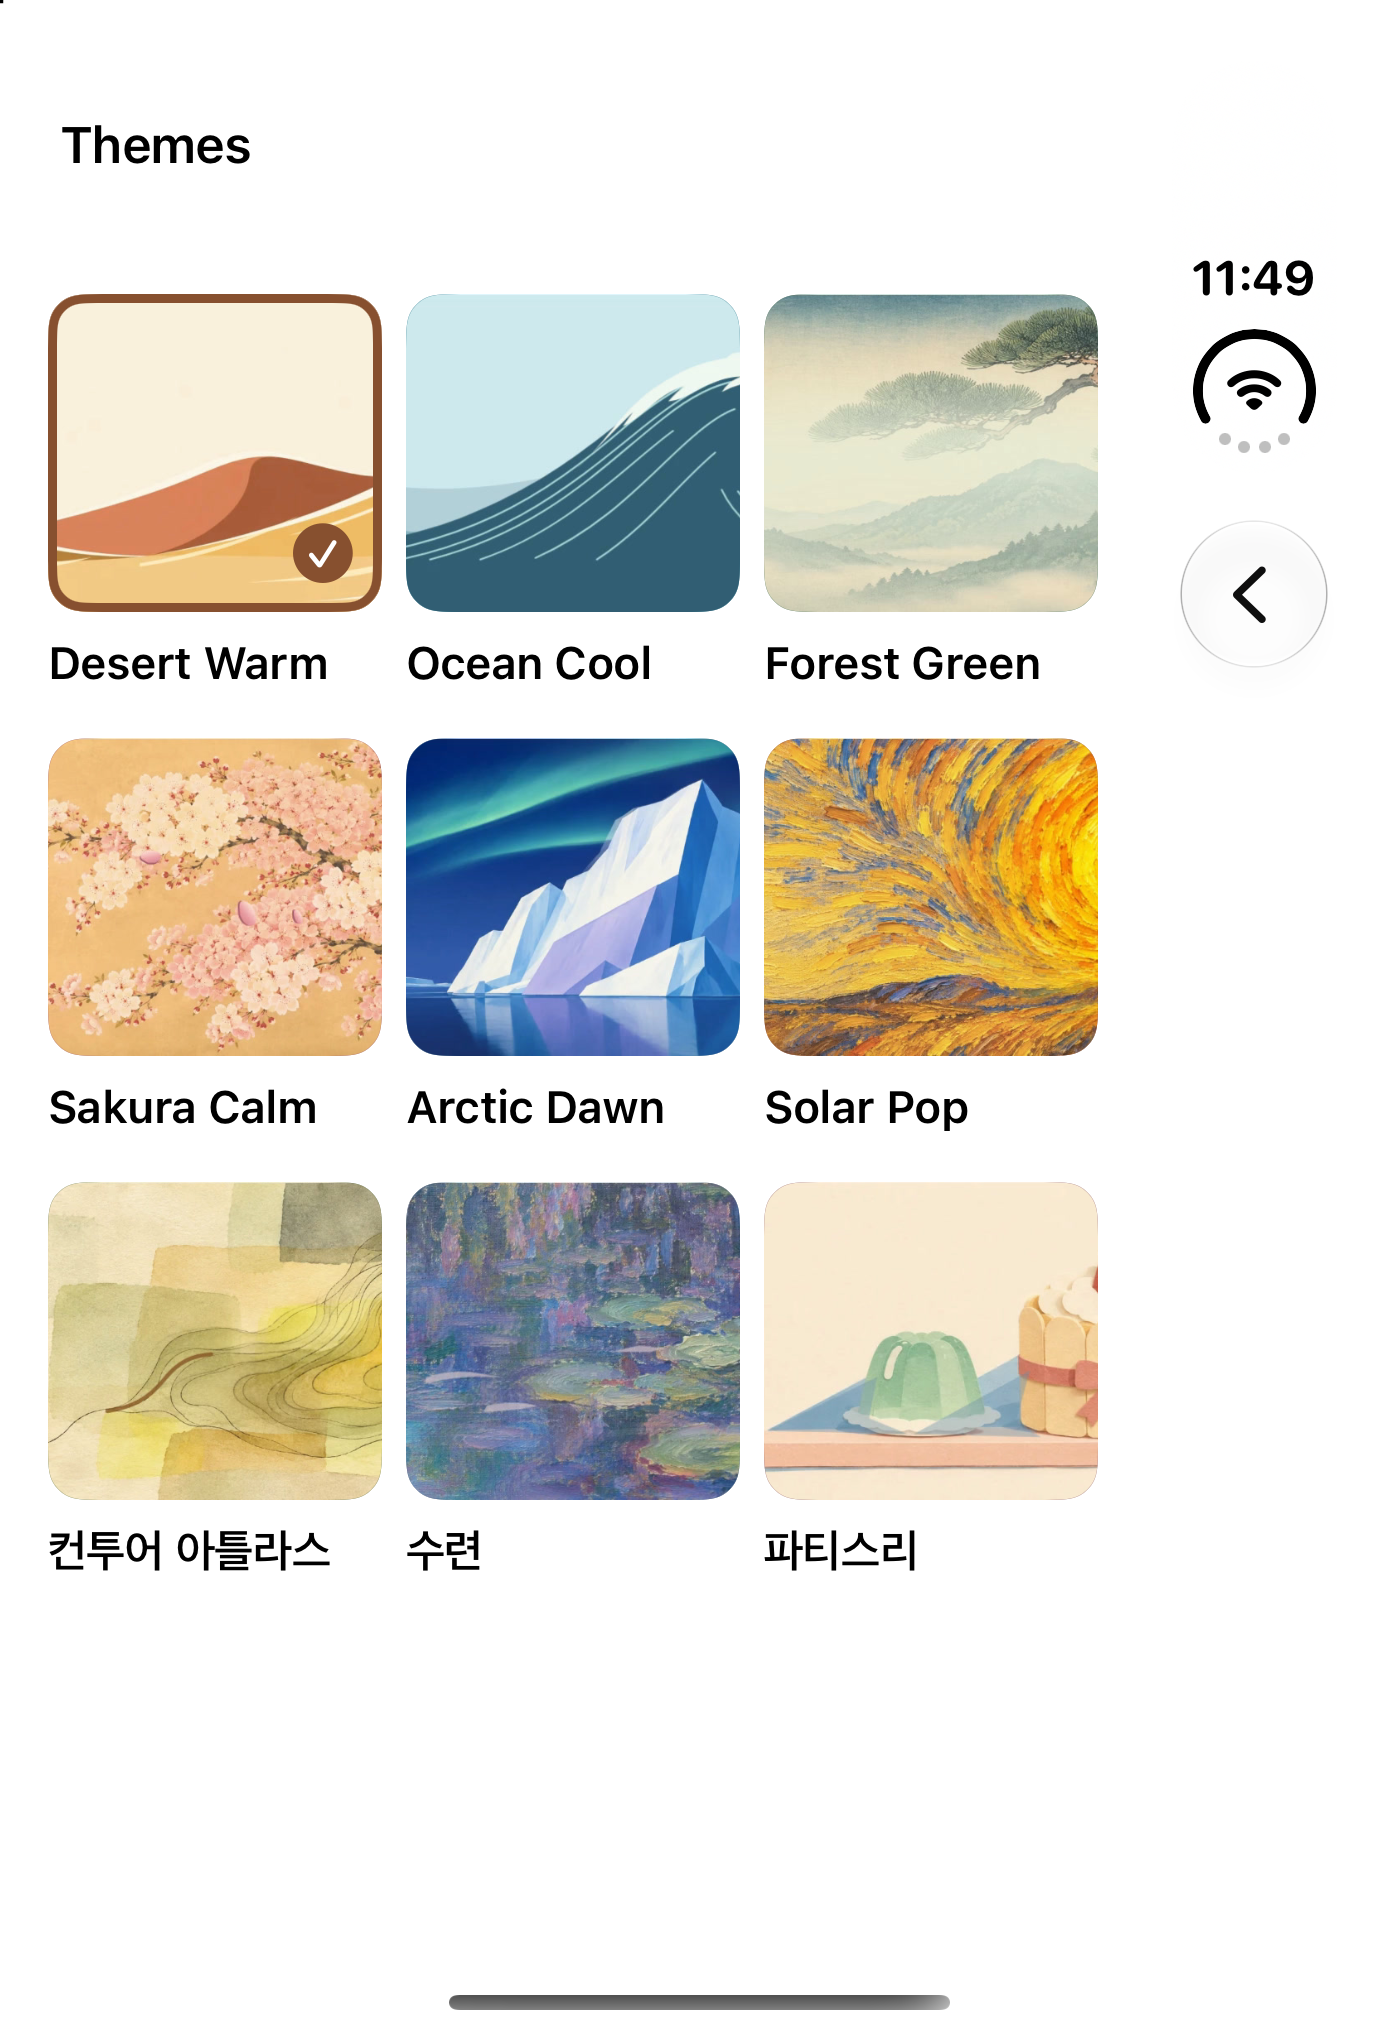 Themes
11:49
Desert Warm
Ocean Cool
Forest Green
Sakura Calm
Arctic Dawn
Solar Pop
컨투어 아틀라스
수련
파티스리